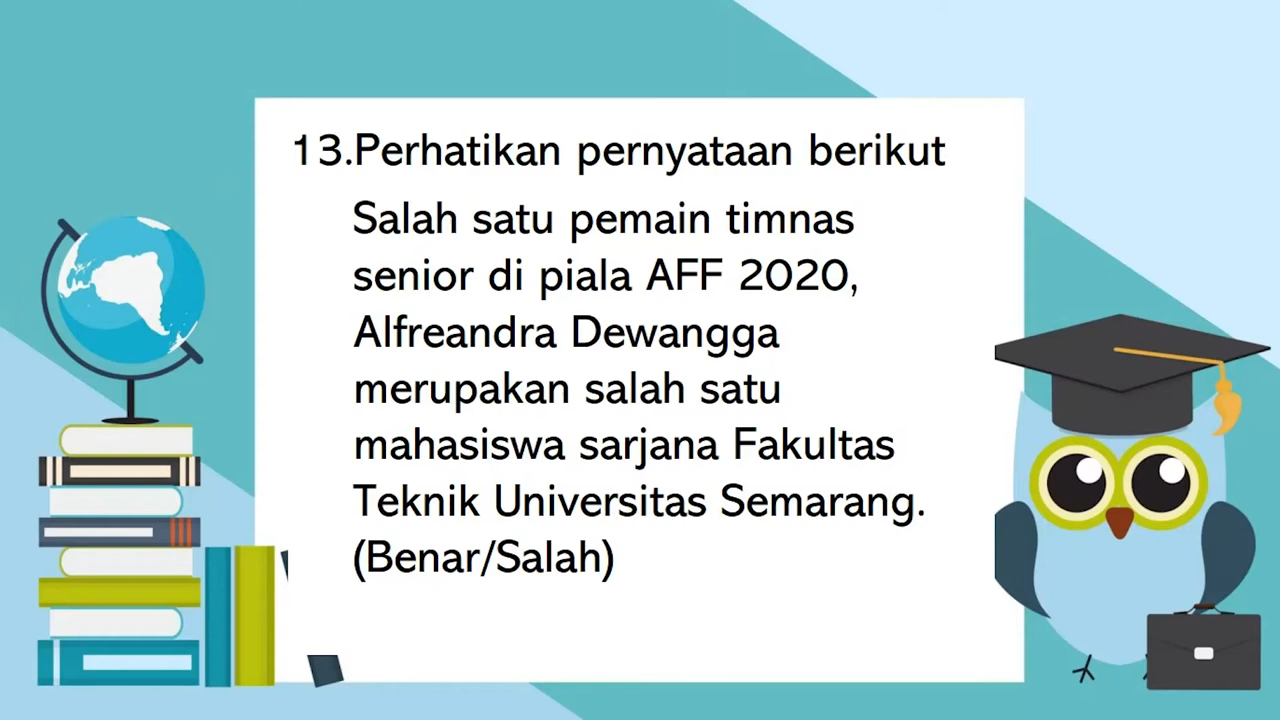 13.Perhatikan pernyataan berikut
Salah satu pemain timnas
senior di piala AFF 2020,
Alfreandra Dewangga
merupakan salah satu
mahasiswa sarjana Fakultas
Teknik Universitas Semarang.
(Benar/Salah)